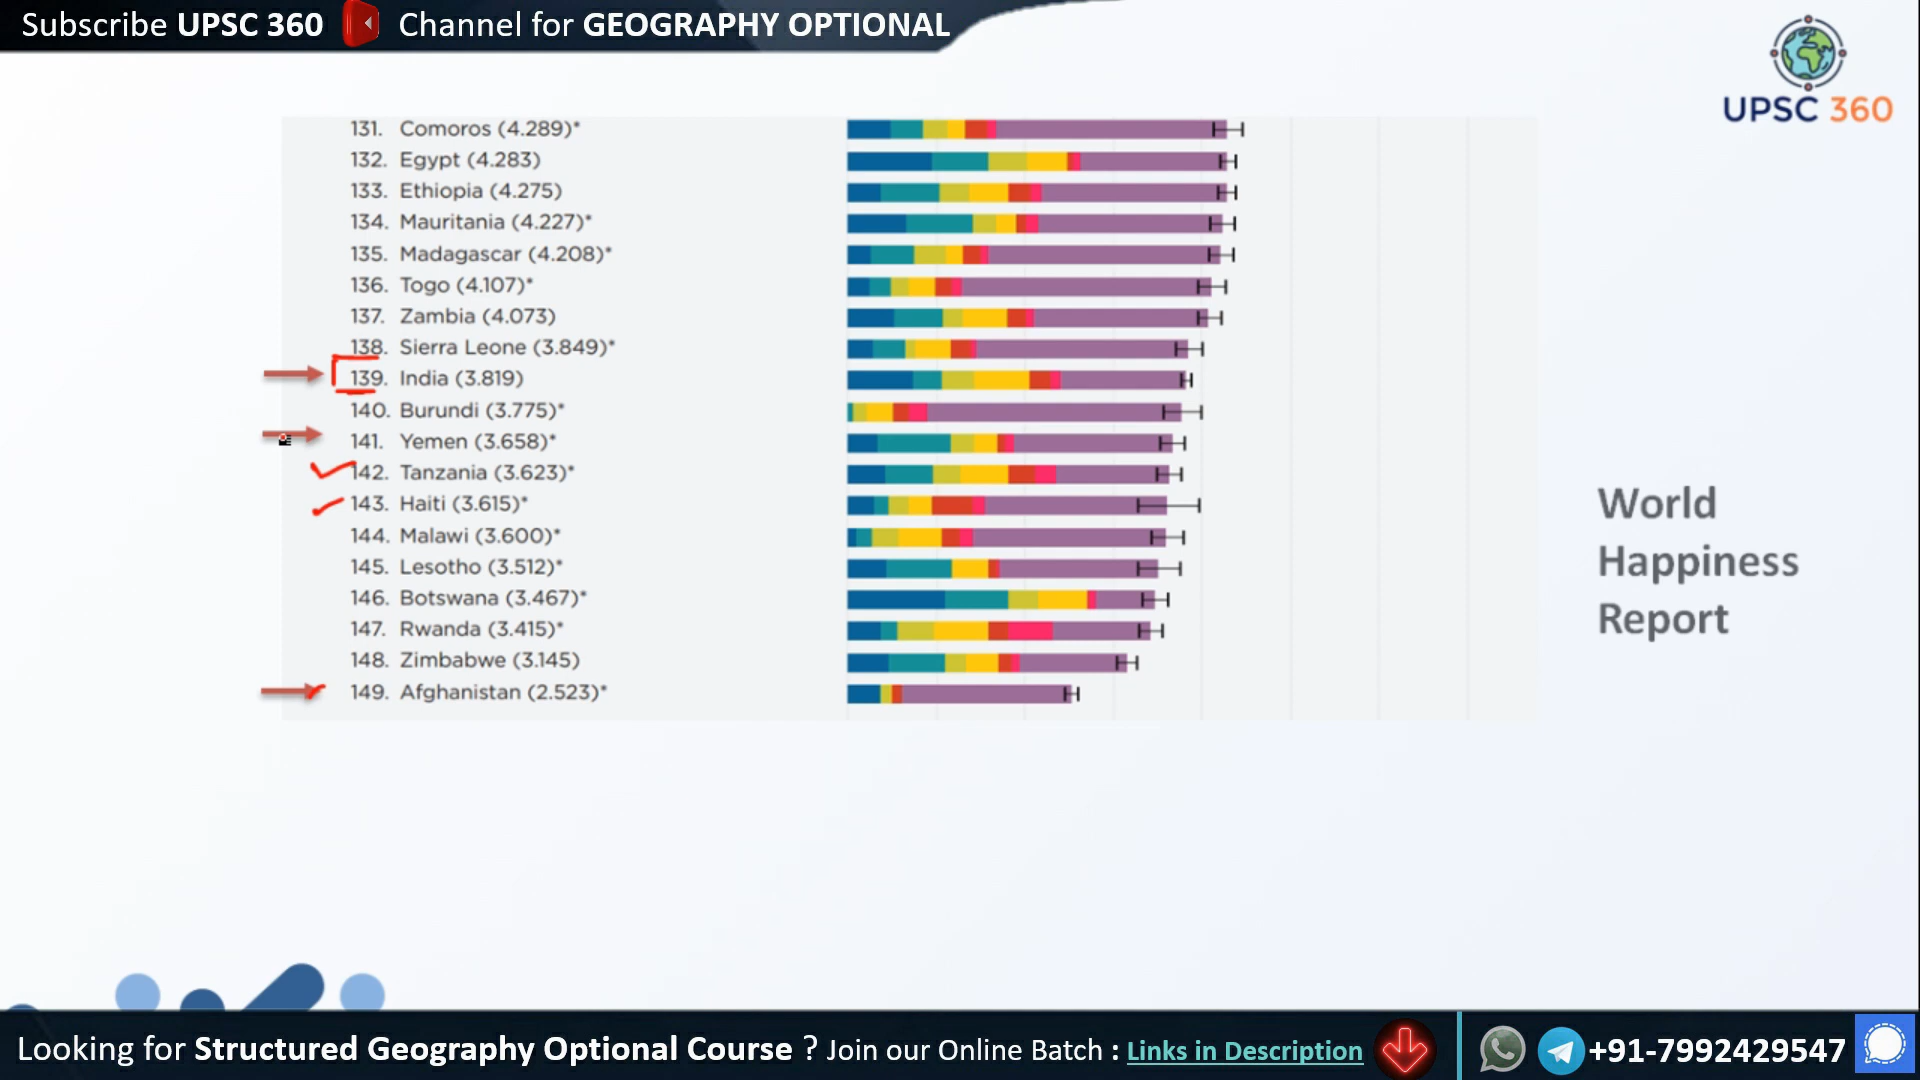 Subscribe UPSC 360 Channel for GEOGRAPHY OPTIONAL
UPSC 360
131. Comoros (4.289)*
132. Egypt (4.283)
133. Ethiopia (4.275)
134. Mauritania (4.227)*
135. Madagascar (4.208)*
136. Togo (4.107)*
137. Zambia (4.073)
138. Sierra Leone (3.849)*
139. India (3.819)
140. Burundi (3.775)*
141. Yemen (3.658)*
142. Tanzania (3.623)*
143. Haiti (3.615)*
144. Malawi (3.600)*
145. Lesotho (3.512)*
146. Botswana (3.467)*
147. Rwanda (3.415)*
148. Zimbabwe (3.145)
149. Afghanistan (2.523)*
World
Happiness
Report
Looking for Structured Geography Optional Course ? Join our Online Batch : Links in Description
+91-7992429547